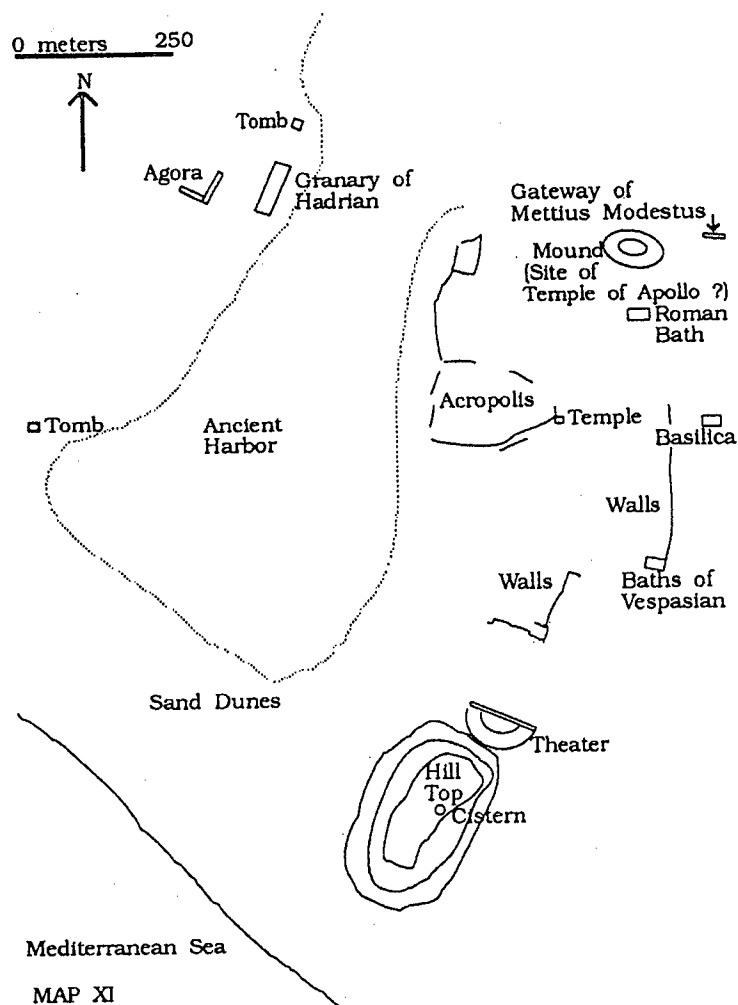 0 meters 250
N
Tomb
Agora
Granary of
Hadrian
Gateway of
Mettius Modestus
Mound
(Site of
Temple of Apollo ?)
Roman
Bath
Acropolis
Temple
Basilica
Tomb
Ancient
Harbor
Walls
Walls
Baths of
Vespasian
Sand Dunes
Theater
Hill
Top
Cistern
Mediterranean Sea
MAP XI